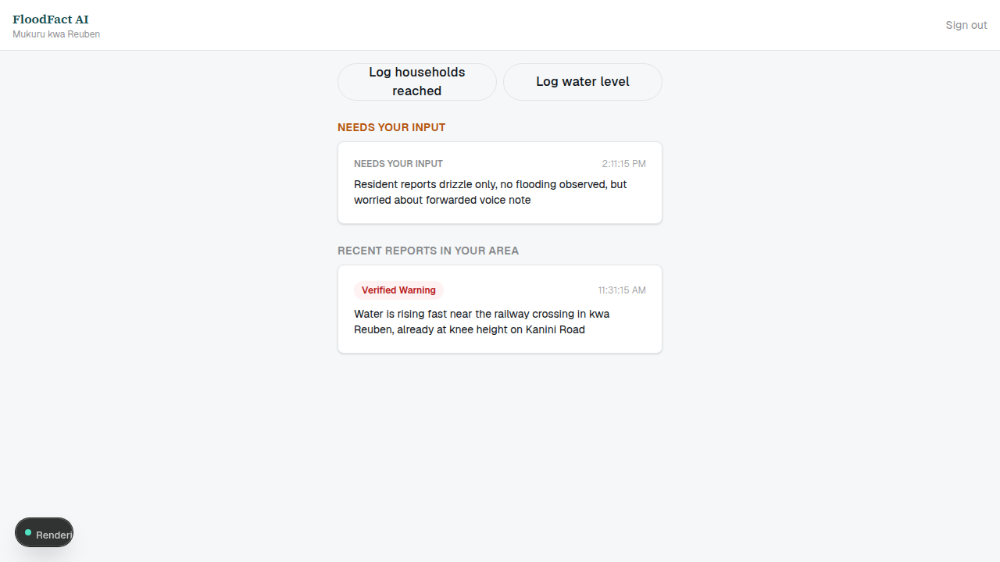 FloodFact AI
Mukuru kwa Reuben
Sign out
Log households
reached
Log water level
NEEDS YOUR INPUT
NEEDS YOUR INPUT
2:11:15 PM
Resident reports drizzle only, no flooding observed, but
worried about forwarded voice note
RECENT REPORTS IN YOUR AREA
Verified Warning
11:31:15 AM
Water is rising fast near the railway crossing in kwa
Reuben, already at knee height on Kanini Road
Renderi